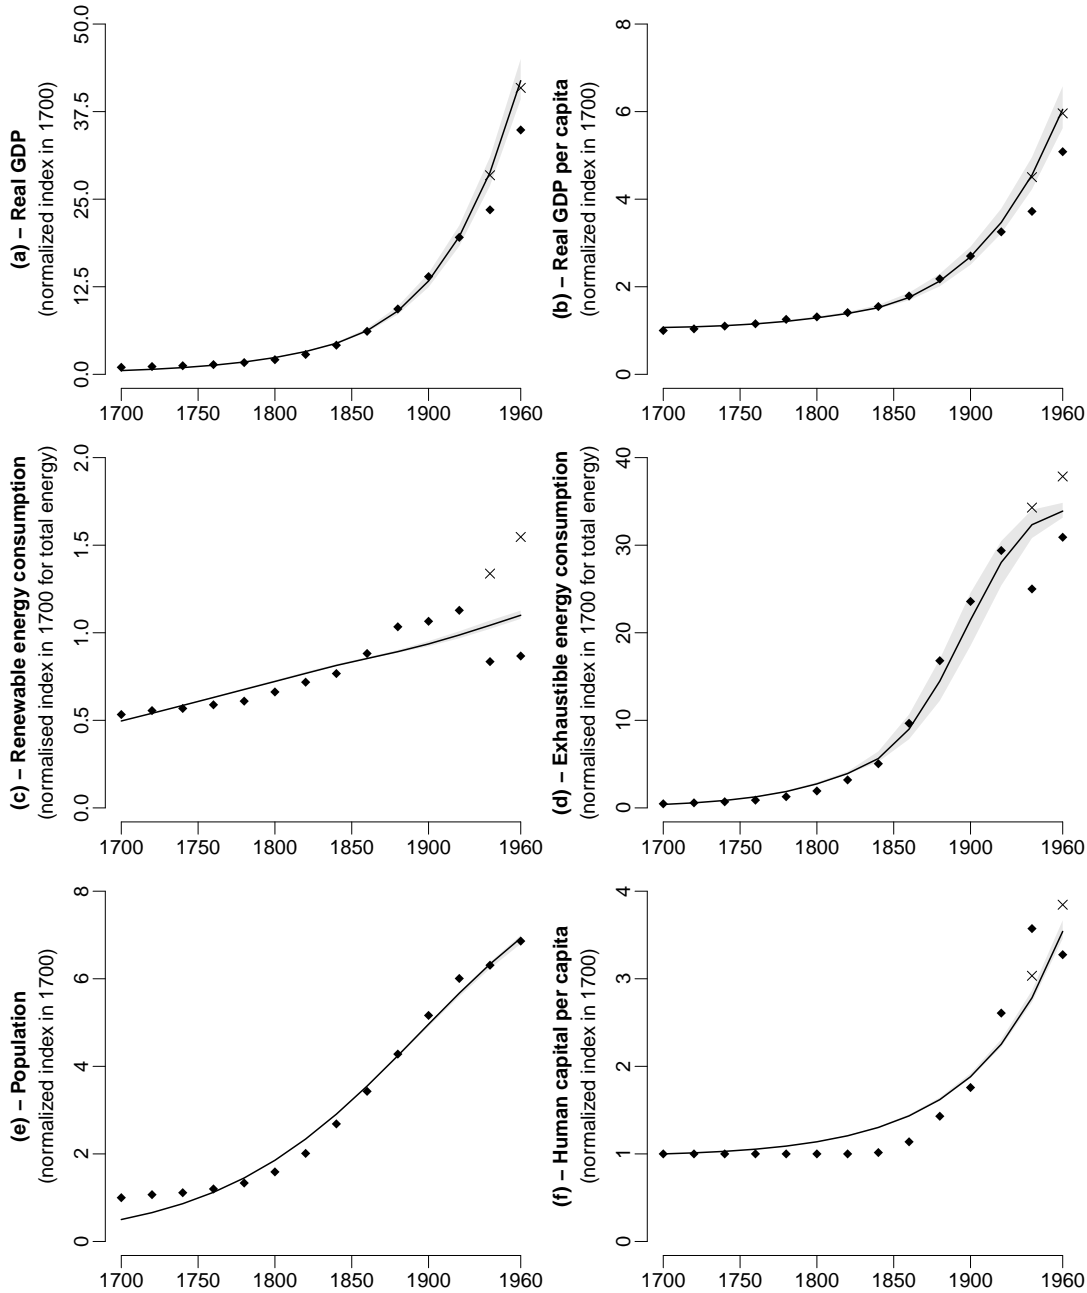 (a) – Real GDP
(normalized index in 1700)
50.0
37.5
25.0
12.5
0.0
1700 1750 1800 1850 1900 1960
(b) – Real GDP per capita
(normalized index in 1700)
8
6
4
2
0
1700 1750 1800 1850 1900 1960
(c) – Renewable energy consumption
(normalised index in 1700 for total energy)
2.0
1.5
1.0
0.5
0.0
1700 1750 1800 1850 1900 1960
(d) – Exhaustible energy consumption
(normalised index in 1700 for total energy)
40
30
20
10
0
1700 1750 1800 1850 1900 1960
(e) – Population
(normalized index in 1700)
8
6
4
2
0
1700 1750 1800 1850 1900 1960
(f) – Human capital per capita
(normalized index in 1700)
4
3
2
1
0
1700 1750 1800 1850 1900 1960